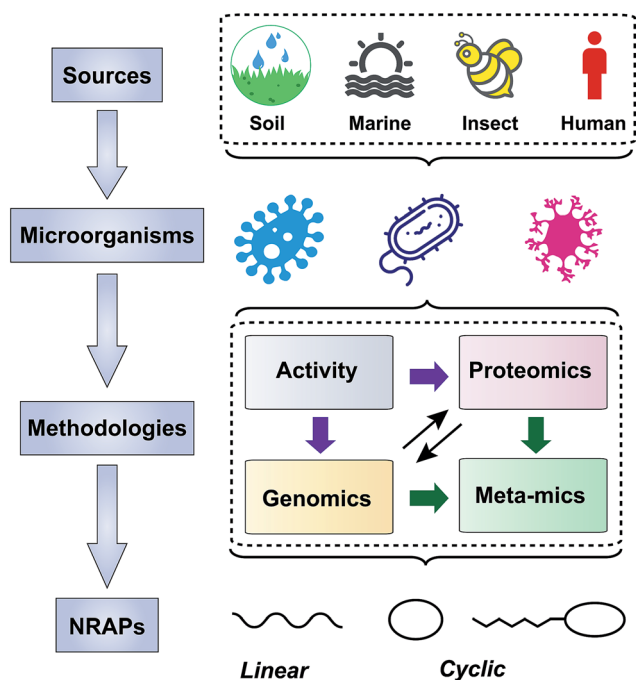 Sources
Soil
Marine
Insect
Human
Microorganisms
Methodologies
Activity
Proteomics
Genomics
Meta-mics
NRAPs
Linear
Cyclic